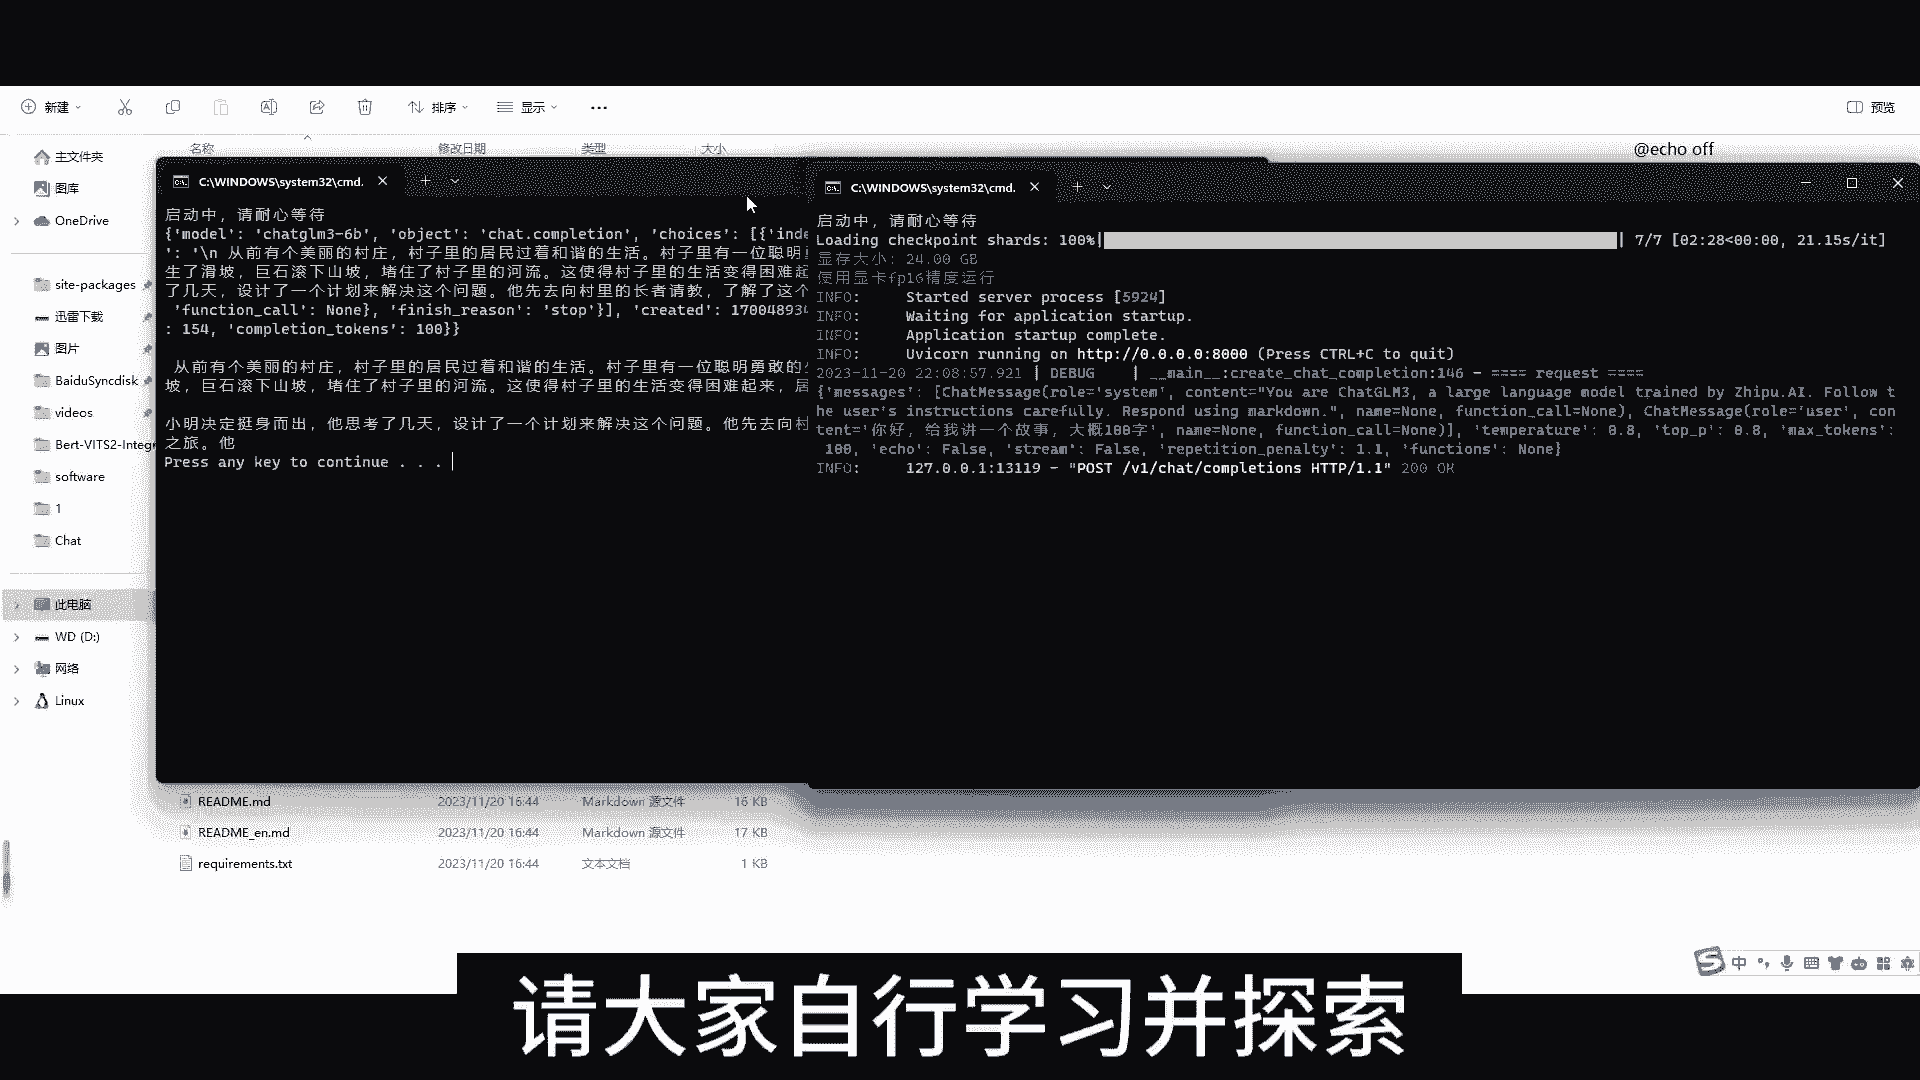 新建
排序
显示
预览
名称
修改日期
类型
大小
@echo off
主文件夹
图库
OneDrive
site-packages
迅雷下载
图片
BaiduSyncdisk
videos
Bert-VITS2-Integr
software
1
Chat
此电脑
WD (D:)
网络
Linux
C:\WINDOWS\system32\cmd.
启动中, 请耐心等待
{'model': 'chatglm3-6b', 'object': 'chat.completion', 'choices': [{'inde
': '\n 从前有个美丽的村庄，村子里的居民过着和谐的生活。村子里有一位聪明
生了滑坡，巨石滚下山坡，堵住了村子里的河流。这使得村子里的生活变得困难起
了几天，设计了一个计划来解决这个问题。他先去向村里的长者请教，了解了这个
'function_call': None}, 'finish_reason': 'stop'}], 'created': 170048934
: 154, 'completion_tokens': 100}}
从前有个美丽的村庄，村子里的居民过着和谐的生活。村子里有一位聪明勇敢的
坡，巨石滚下山坡，堵住了村子里的河流。这使得村子里的生活变得困难起来，居
小明决定挺身而出，他思考了几天，设计了一个计划来解决这个问题。他先去向村
之旅。他
Press any key to continue . . .
C:\WINDOWS\system32\cmd.
启动中, 请耐心等待
Loading checkpoint shards: 100%| | 7/7 [02:28<00:00, 21.15s/it]
显存大小: 24.00 GB
使用显卡fp16精度运行
INFO: Started server process [5924]
INFO: Waiting for application startup.
INFO: Application startup complete.
INFO: Uvicorn running on http://0.0.0.0:8000 (Press CTRL+C to quit)
2023-11-20 22:08:57.921 | DEBUG | __main__:create_chat_completion:146 - ==== request ====
{'messages': [ChatMessage(role='system', content="You are ChatGLM3, a large language model trained by Zhipu.AI. Follow t
he user's instructions carefully. Respond using markdown.", name=None, function_call=None), ChatMessage(role='user', con
tent='你好，给我讲一个故事，大概100字', name=None, function_call=None)], 'temperature': 0.8, 'top_p': 0.8, 'max_tokens':
100, 'echo': False, 'stream': False, 'repetition_penalty': 1.1, 'functions': None}
INFO: 127.0.0.1:13119 - "POST /v1/chat/completions HTTP/1.1" 200 OK
README.md 2023/11/20 16:44 Markdown 源文件 16 KB
README_en.md 2023/11/20 16:44 Markdown 源文件 17 KB
requirements.txt 2023/11/20 16:44 文本文档 1 KB
中
请大家自行学习并探索